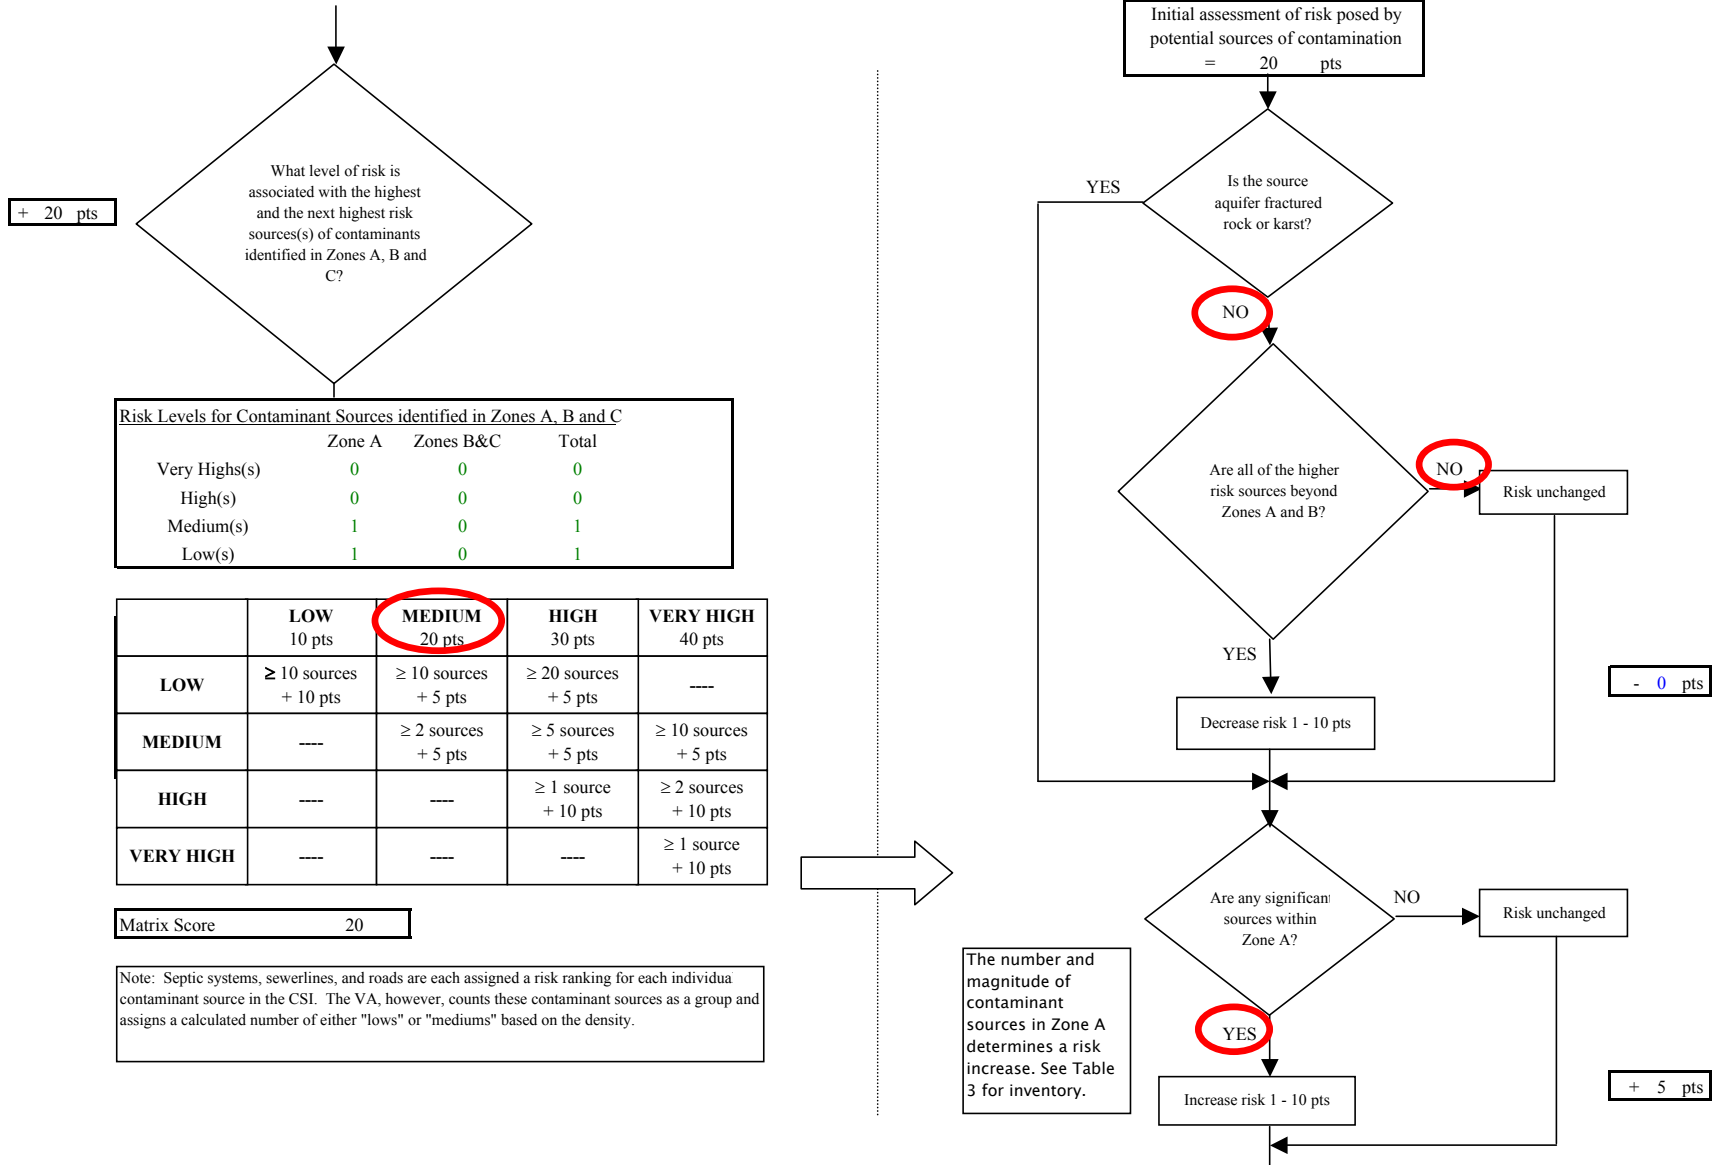 + 20 pts
What level of risk is
associated with the highest
and the next highest risk
sources(s) of contaminants
identified in Zones A, B and
C?
Risk Levels for Contaminant Sources identified in Zones A, B and C
Zone A Zones B&C Total
Very Highs(s) 0 0 0
High(s) 0 0 0
Medium(s) 1 0 1
Low(s) 1 0 1
LOW MEDIUM HIGH VERY HIGH
10 pts 20 pts 30 pts 40 pts
LOW ≥ 10 sources ≥ 10 sources ≥ 20 sources ----
+ 10 pts + 5 pts + 5 pts
MEDIUM ---- ≥ 2 sources ≥ 5 sources ≥ 10 sources
+ 5 pts + 5 pts + 5 pts
HIGH ---- ---- ≥ 1 source ≥ 2 sources
+ 10 pts + 10 pts
VERY HIGH ---- ---- ---- ≥ 1 source
+ 10 pts
Matrix Score 20
Note: Septic systems, sewerlines, and roads are each assigned a risk ranking for each individua
contaminant source in the CSI. The VA, however, counts these contaminant sources as a group and
assigns a calculated number of either "lows" or "mediums" based on the density.
Initial assessment of risk posed by
potential sources of contamination
= 20 pts
Is the source
aquifer fractured
rock or karst?
YES
NO
Are all of the higher
risk sources beyond
Zones A and B?
NO
Risk unchanged
YES
Decrease risk 1 - 10 pts
- 0 pts
Are any significant
sources within
Zone A?
NO
Risk unchanged
YES
The number and
magnitude of
contaminant
sources in Zone A
determines a risk
increase. See Table
3 for inventory.
Increase risk 1 - 10 pts
+ 5 pts